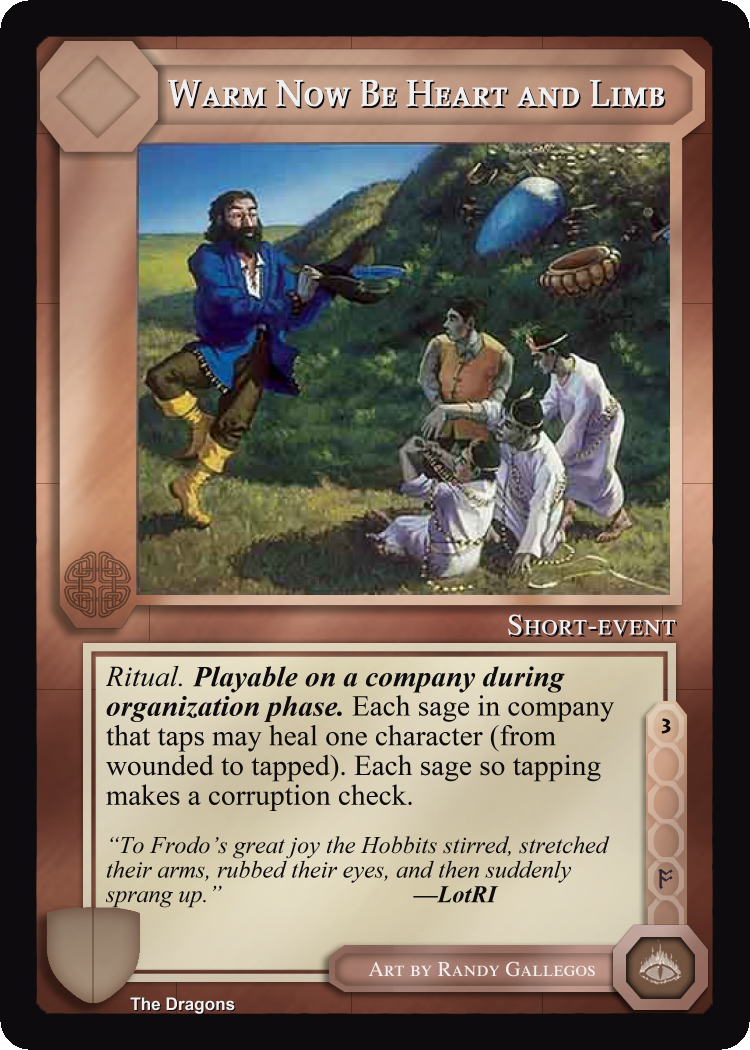 Warm Now Be Heart and Limb
Short-event
Ritual. Playable on a company during
organization phase. Each sage in company
that taps may heal one character (from
wounded to tapped). Each sage so tapping
makes a corruption check.
3
“To Frodo’s great joy the Hobbits stirred, stretched
their arms, rubbed their eyes, and then suddenly
sprang up.” —LotRI
Art by Randy Gallegos
The Dragons